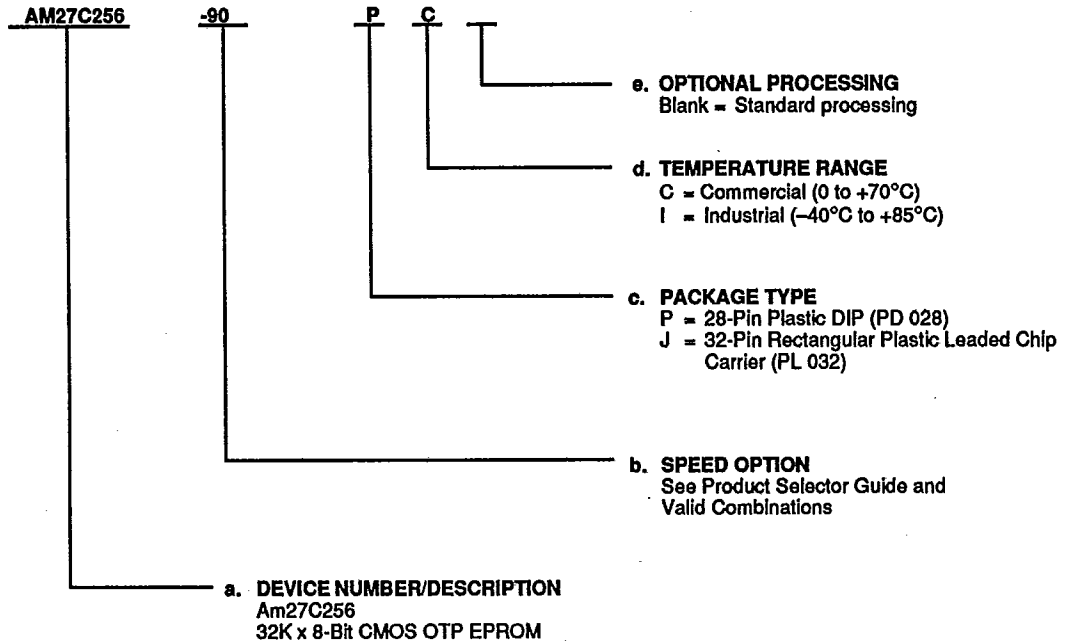 AM27C256 -90 P C
e. OPTIONAL PROCESSING
Blank = Standard processing
d. TEMPERATURE RANGE
C = Commercial (0 to +70°C)
I = Industrial (–40°C to +85°C)
c. PACKAGE TYPE
P = 28-Pin Plastic DIP (PD 028)
J = 32-Pin Rectangular Plastic Leaded Chip
Carrier (PL 032)
b. SPEED OPTION
See Product Selector Guide and
Valid Combinations
a. DEVICE NUMBER/DESCRIPTION
Am27C256
32K x 8-Bit CMOS OTP EPROM